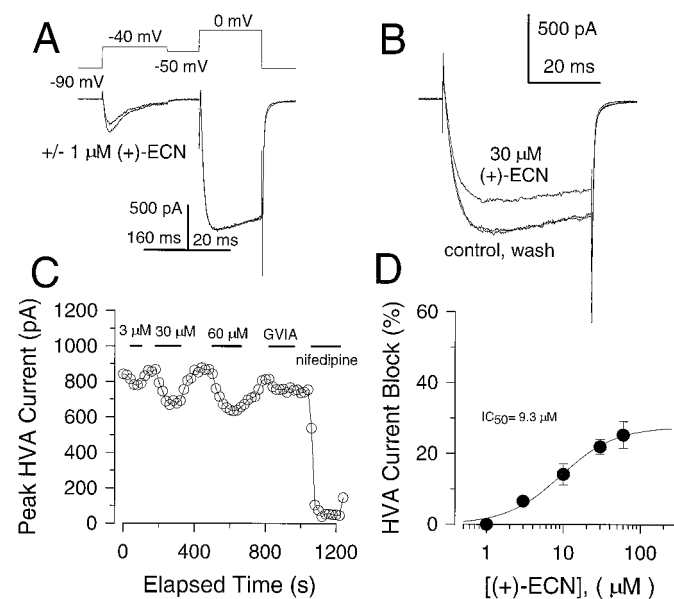 A
-40 mV
0 mV
-50 mV
-90 mV
+/- 1 μM (+)-ECN
500 pA
160 ms
20 ms
B
500 pA
20 ms
30 μM
(+)-ECN
control, wash
C
Peak HVA Current (pA)
1200
1000
800
600
400
200
0
3 μM
30 μM
60 μM
GVIA
nifedipine
0
400
800
1200
Elapsed Time (s)
D
HVA Current Block (%)
60
40
20
0
IC50= 9.3 μM
1
10
100
[(+)-ECN], ( μM )